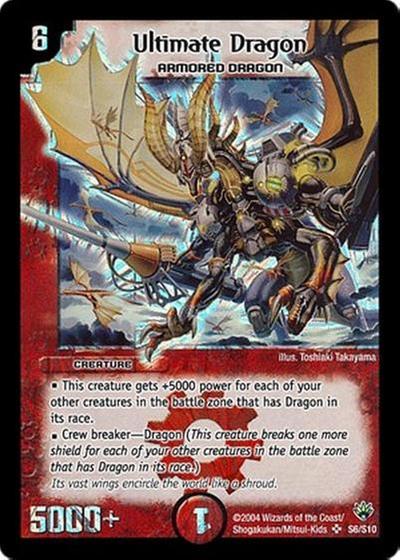 6
Ultimate Dragon
ARMORED DRAGON
illus. Toshiaki Takayama
CREATURE
■ This creature gets +5000 power for each of your
other creatures in the battle zone that has Dragon in
its race.
■ Crew breaker—Dragon (This creature breaks one more
shield for each of your other creatures in the battle zone
that has Dragon in its race.)
Its vast wings encircle the world like a shroud.
5000+
1
©2004 Wizards of the Coast/
Shogakukan/Mitsui-Kids S6/S10